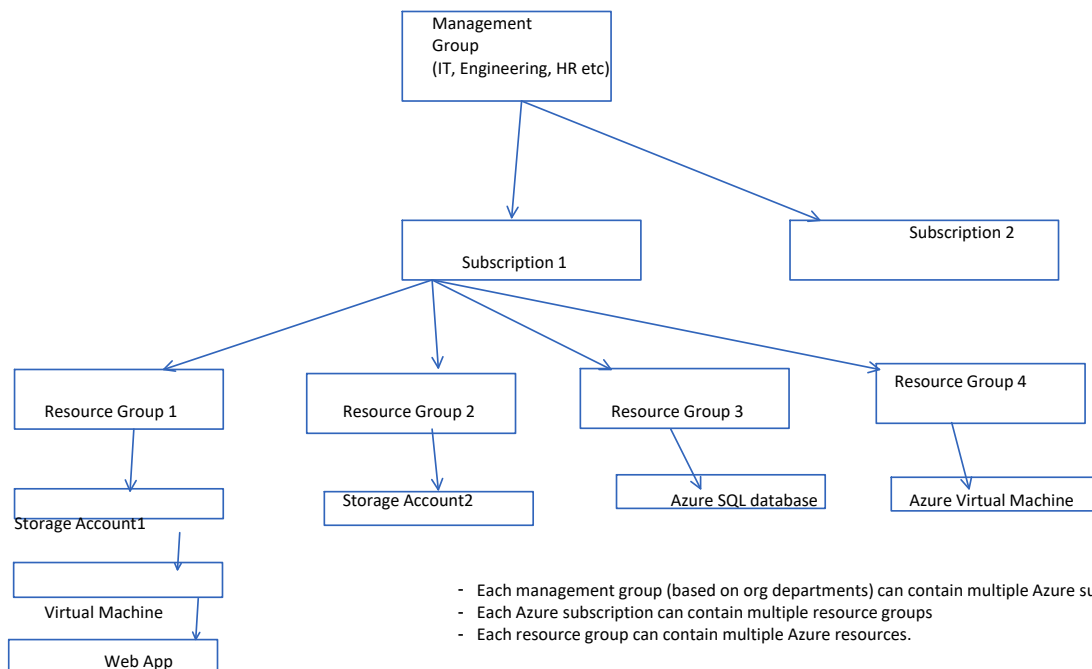 Management
Group
(IT, Engineering, HR etc)
Subscription 1
Subscription 2
Resource Group 1
Resource Group 2
Resource Group 3
Resource Group 4
Storage Account1
Storage Account2
Azure SQL database
Azure Virtual Machine
Virtual Machine
Web App
- Each management group (based on org departments) can contain multiple Azure su
- Each Azure subscription can contain multiple resource groups
- Each resource group can contain multiple Azure resources.